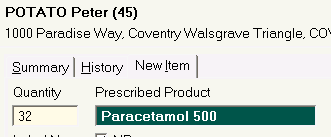 POTATO Peter (45)
1000 Paradise Way, Coventry Walsgrave Triangle, COV
Summary History New Item
Quantity Prescribed Product
32 Paracetamol 500